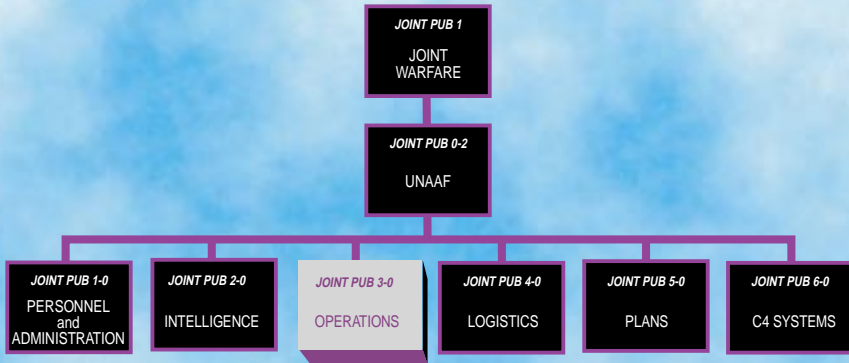 JOINT PUB 1
JOINT
WARFARE
JOINT PUB 0-2
UNAAF
JOINT PUB 1-0
PERSONNEL
and
ADMINISTRATION
JOINT PUB 2-0
INTELLIGENCE
JOINT PUB 3-0
OPERATIONS
JOINT PUB 4-0
LOGISTICS
JOINT PUB 5-0
PLANS
JOINT PUB 6-0
C4 SYSTEMS